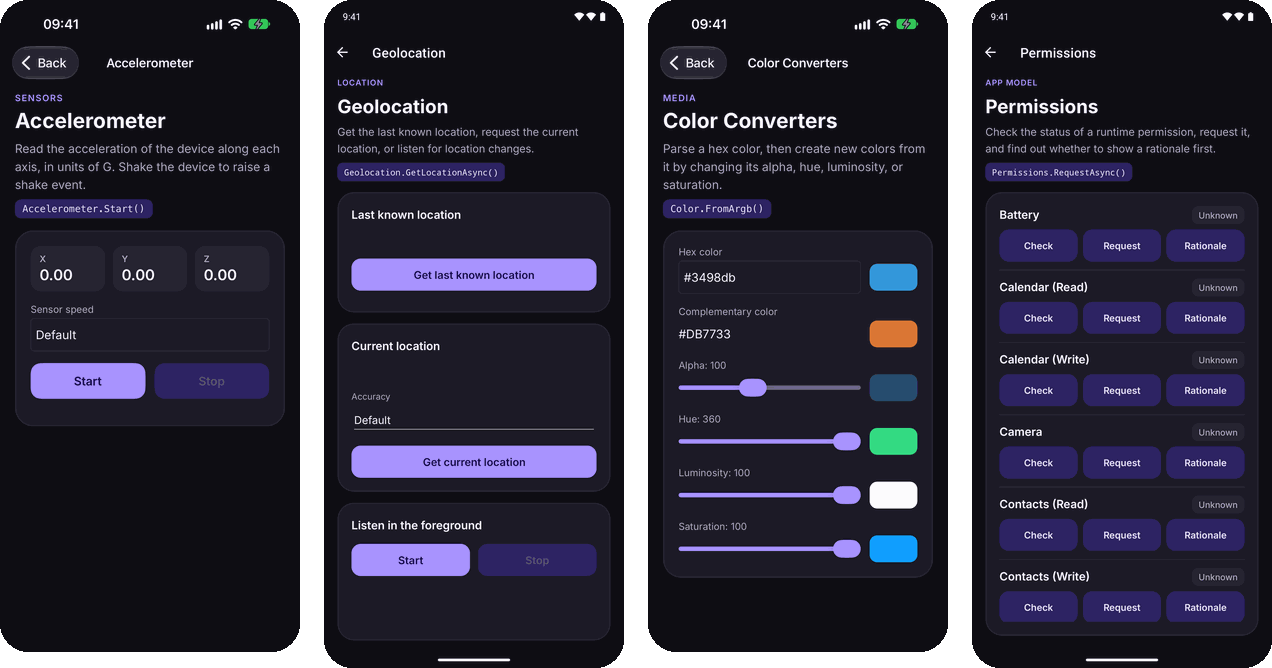 09:41
Back
Accelerometer
SENSORS
Accelerometer
Read the acceleration of the device along each
axis, in units of G. Shake the device to raise a
shake event.
Accelerometer.Start()
X
0.00
Y
0.00
Z
0.00
Sensor speed
Default
Start
Stop
9:41
Geolocation
LOCATION
Geolocation
Get the last known location, request the current
location, or listen for location changes.
Geolocation.GetLocationAsync()
Last known location
Get last known location
Current location
Accuracy
Default
Get current location
Listen in the foreground
Start
Stop
09:41
Back
Color Converters
MEDIA
Color Converters
Parse a hex color, then create new colors from
it by changing its alpha, hue, luminosity, or
saturation.
Color.FromArgb()
Hex color
#3498db
Complementary color
#DB7733
Alpha: 100
Hue: 360
Luminosity: 100
Saturation: 100
9:41
Permissions
APP MODEL
Permissions
Check the status of a runtime permission, request it,
and find out whether to show a rationale first.
Permissions.RequestAsync()
Battery
Unknown
Check
Request
Rationale
Calendar (Read)
Unknown
Check
Request
Rationale
Calendar (Write)
Unknown
Check
Request
Rationale
Camera
Unknown
Check
Request
Rationale
Contacts (Read)
Unknown
Check
Request
Rationale
Contacts (Write)
Unknown
Check
Request
Rationale